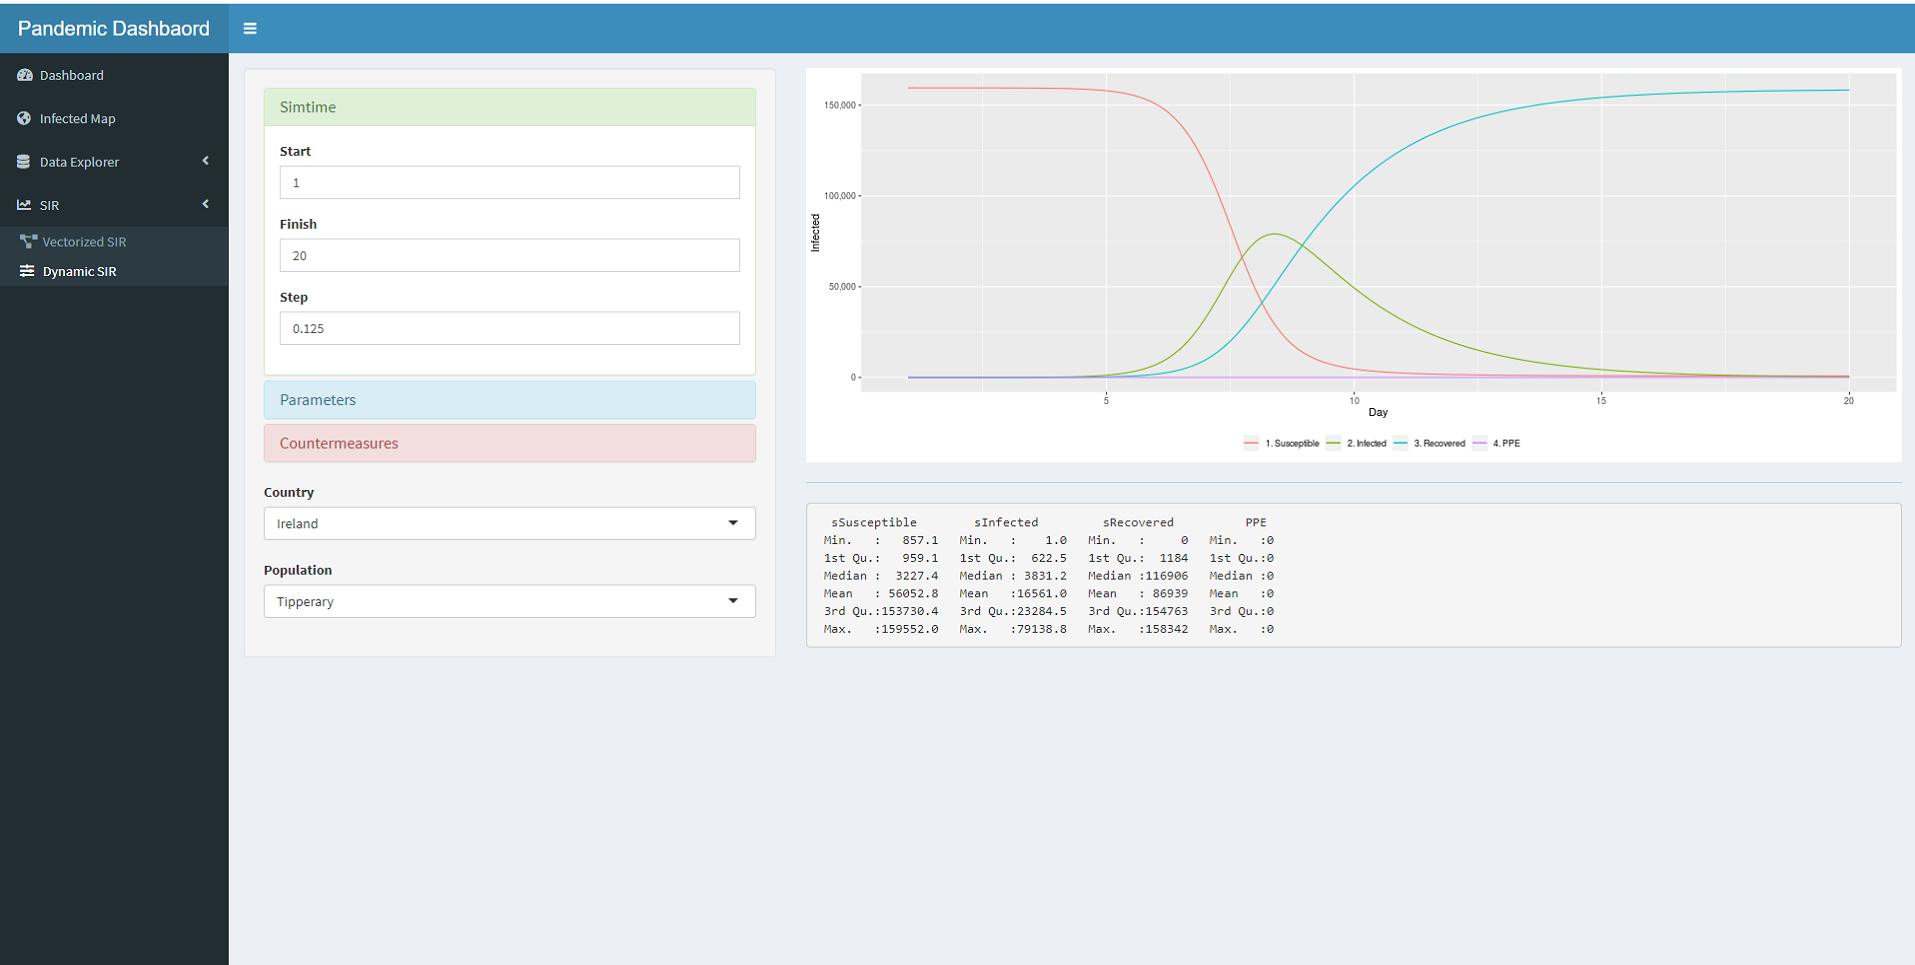 Pandemic Dashbaord
Dashboard
Infected Map
Data Explorer
SIR
Vectorized SIR
Dynamic SIR
Simtime
Start
1
Finish
20
Step
0.125
Parameters
Countermeasures
Country
Ireland
Population
Tipperary
150,000
100,000
50,000
0
Infected
5 10 15 20
Day
1. Susceptible 2. Infected 3. Recovered 4. PPE
sSusceptible sInfected sRecovered PPE
Min. : 857.1 Min. : 1.0 Min. : 0 Min. :0
1st Qu.: 959.1 1st Qu.: 622.5 1st Qu.: 1184 1st Qu.:0
Median : 3227.4 Median : 3831.2 Median :116906 Median :0
Mean : 56052.8 Mean :16561.0 Mean : 86939 Mean :0
3rd Qu.:153730.4 3rd Qu.:23284.5 3rd Qu.:154763 3rd Qu.:0
Max. :159552.0 Max. :79138.8 Max. :158342 Max. :0